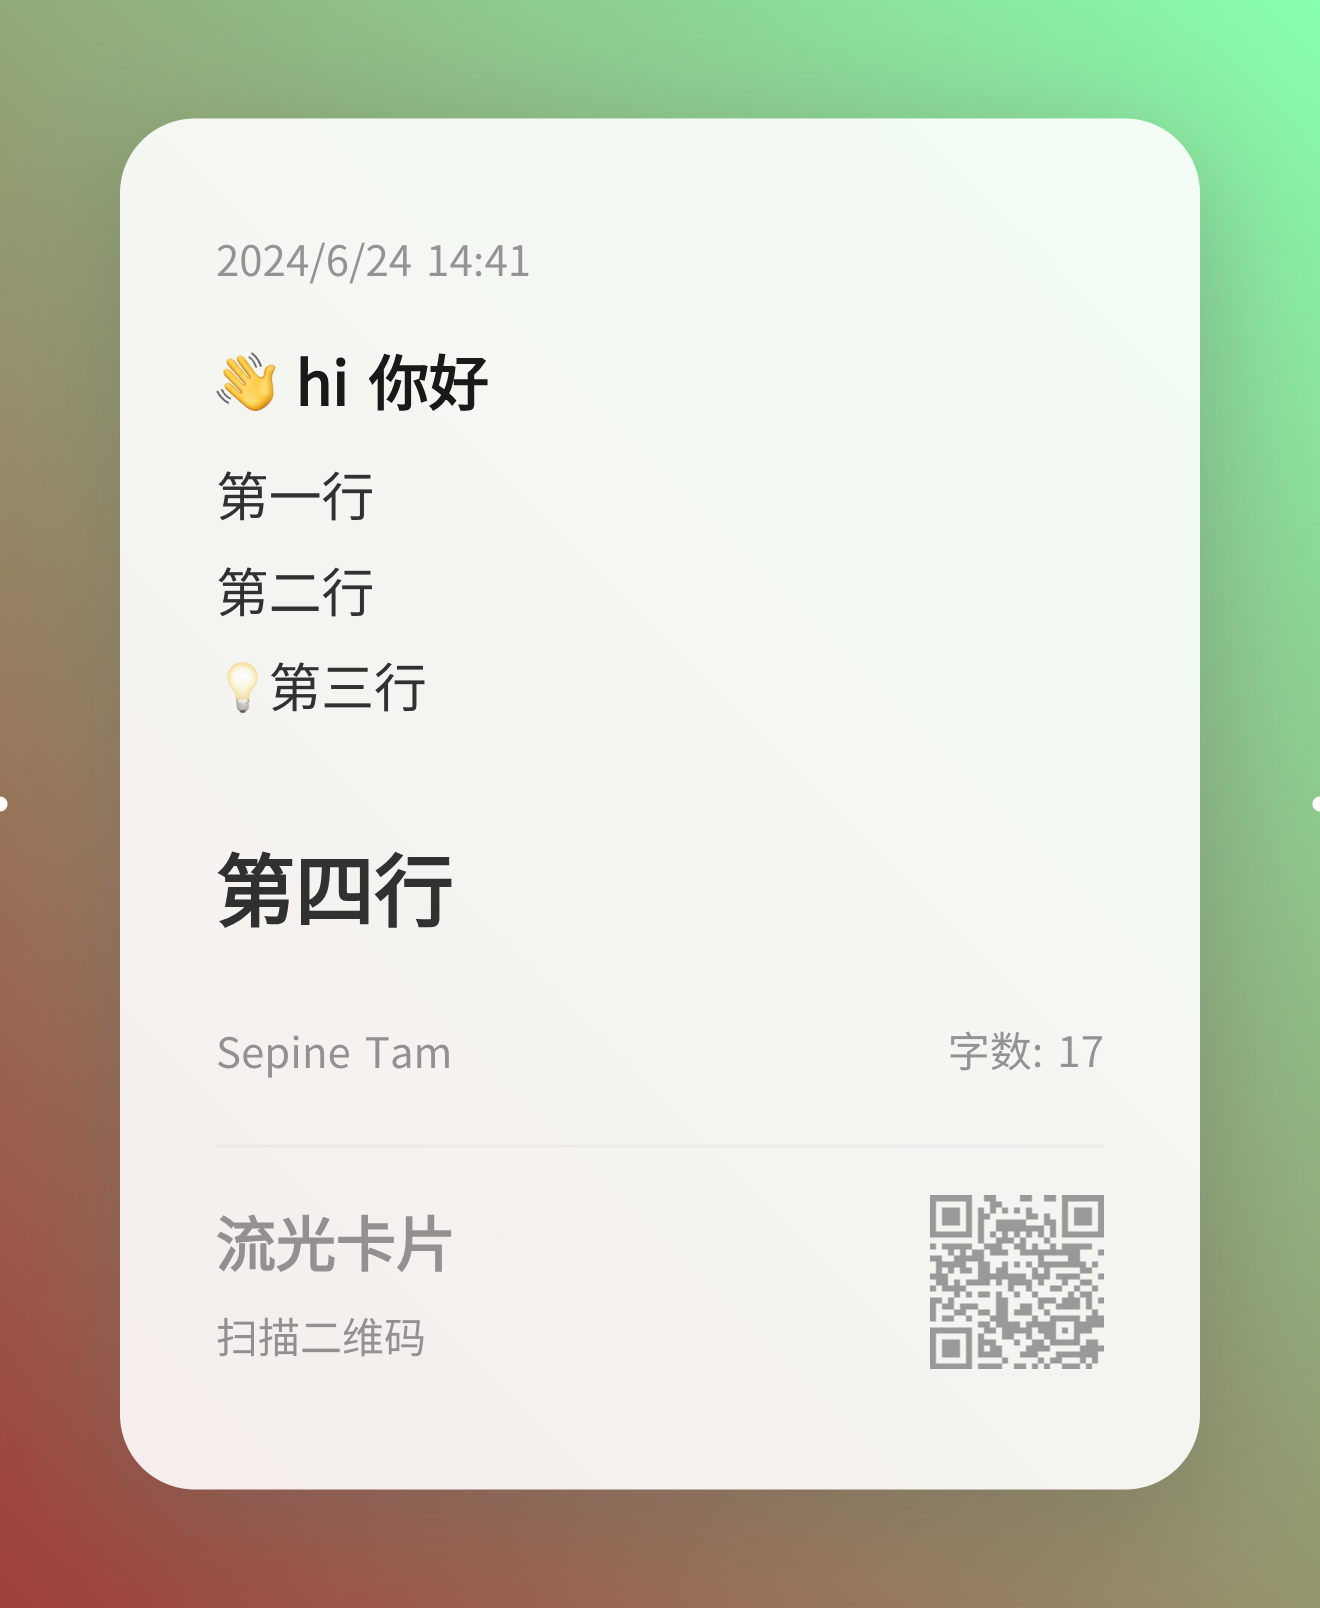 2024/6/24 14:41
👋 hi 你好
第一行
第二行
💡第三行
第四行
Sepine Tam
字数: 17
流光卡片
扫描二维码